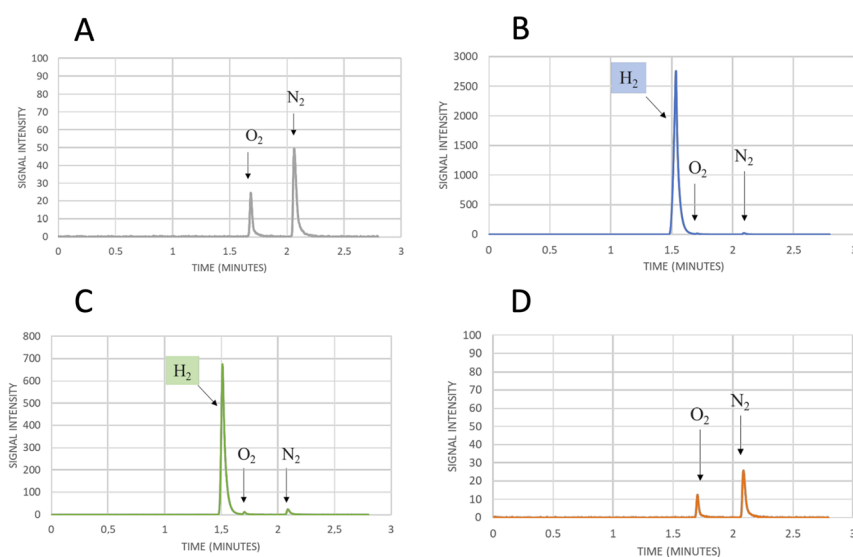 A
100
90
80
70
60
50
40
30
20
10
0
SIGNAL INTENSITY
O2
N2
0 0.5 1 1.5 2 2.5 3
TIME (MINUTES)
B
3000
2500
2000
1500
1000
500
0
SIGNAL INTENSITY
H2
O2
N2
0 0.5 1 1.5 2 2.5 3
TIME (MINUTES)
C
800
700
600
500
400
300
200
100
0
SIGNAL INTENSITY
H2
O2
N2
0 0.5 1 1.5 2 2.5 3
TIME (MINUTES)
D
100
90
80
70
60
50
40
30
20
10
0
SIGNAL INTENSITY
O2
N2
0 0.5 1 1.5 2 2.5 3
TIME (MINUTES)